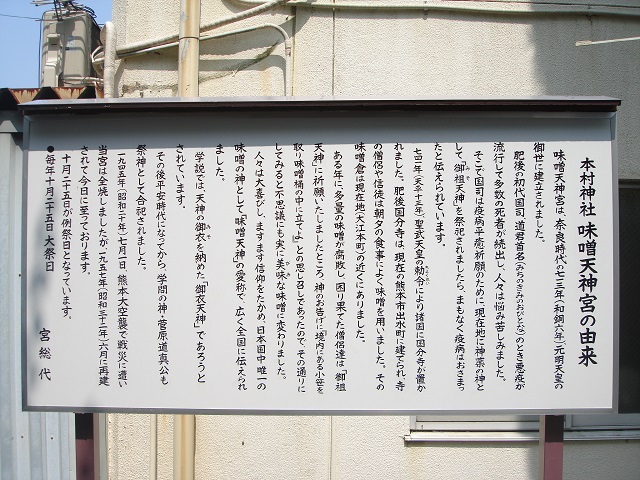 本村神社 味噌天神宮の由来
味噌天神宮は、奈良時代の七一三年(和銅六年)元明天皇の
御世に建立されました。
肥後の初代国司、道君首名(みちのきみのおびとな)のとき悪疫が
流行して多数の死者が続出し、人々は悩み苦しみました。
そこで国司は疫病平癒祈願のために、現在地に神薬の神と
して、「御祖天神」を祭祀されましたら、まもなく疫病はおさまっ
たと伝えられています。
七四一年(天平十三年)聖武天皇の勅令により諸国に国分寺が置か
れました。肥後国分寺は、現在の熊本市出水町に建てられ、寺
の僧侶や信徒は朝夕の食事によく味噌を用いました。その
味噌倉は現在地(大江本町)の近くにありました。
ある年に、多量の味噌が腐敗し、困り果てた僧侶達は「御祖
天神」に祈願いたしましたところ、神のお告げに「境内にある小笹を
取り味噌桶の中に立てよ」との思し召しであったので、その通りに
してみると不思議にも実に美味な味噌に変わりました。
人々は大喜びし、ますます信仰をたかめ、日本国中唯一の
味噌の神として「味噌天神」の愛称で、広く全国に伝えられ
ました。
学説では、天神の御衣を納めた「御衣天神」であろうと
されています。
その後平安時代になってから、学問の神・菅原道真公も
祭神として合祀されました。
一九四五年(昭和二十年)七月一日、熊本大空襲で戦災に遭い
当宮は全焼しましたが、一九五七年(昭和三十二年)六月に再建
されて今日に至っております。
十月二十五日が例祭日となっています。
●毎年十月二十五日 大祭日
宮総代